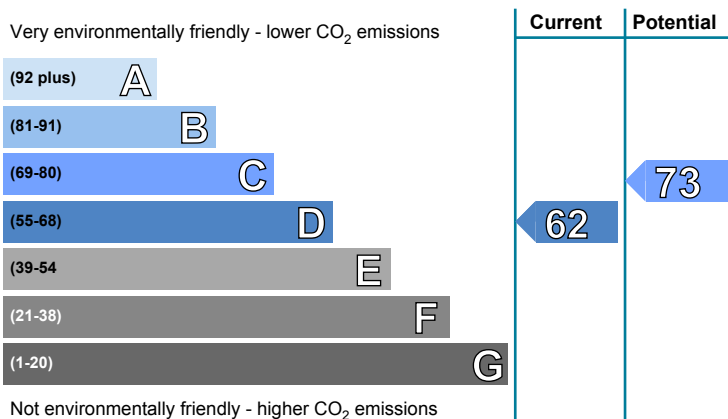 Current Potential
Very environmentally friendly - lower CO2 emissions
(92 plus) A
(81-91) B
(69-80) C 73
(55-68) D 62
(39-54 E
(21-38) F
(1-20) G
Not environmentally friendly - higher CO2 emissions